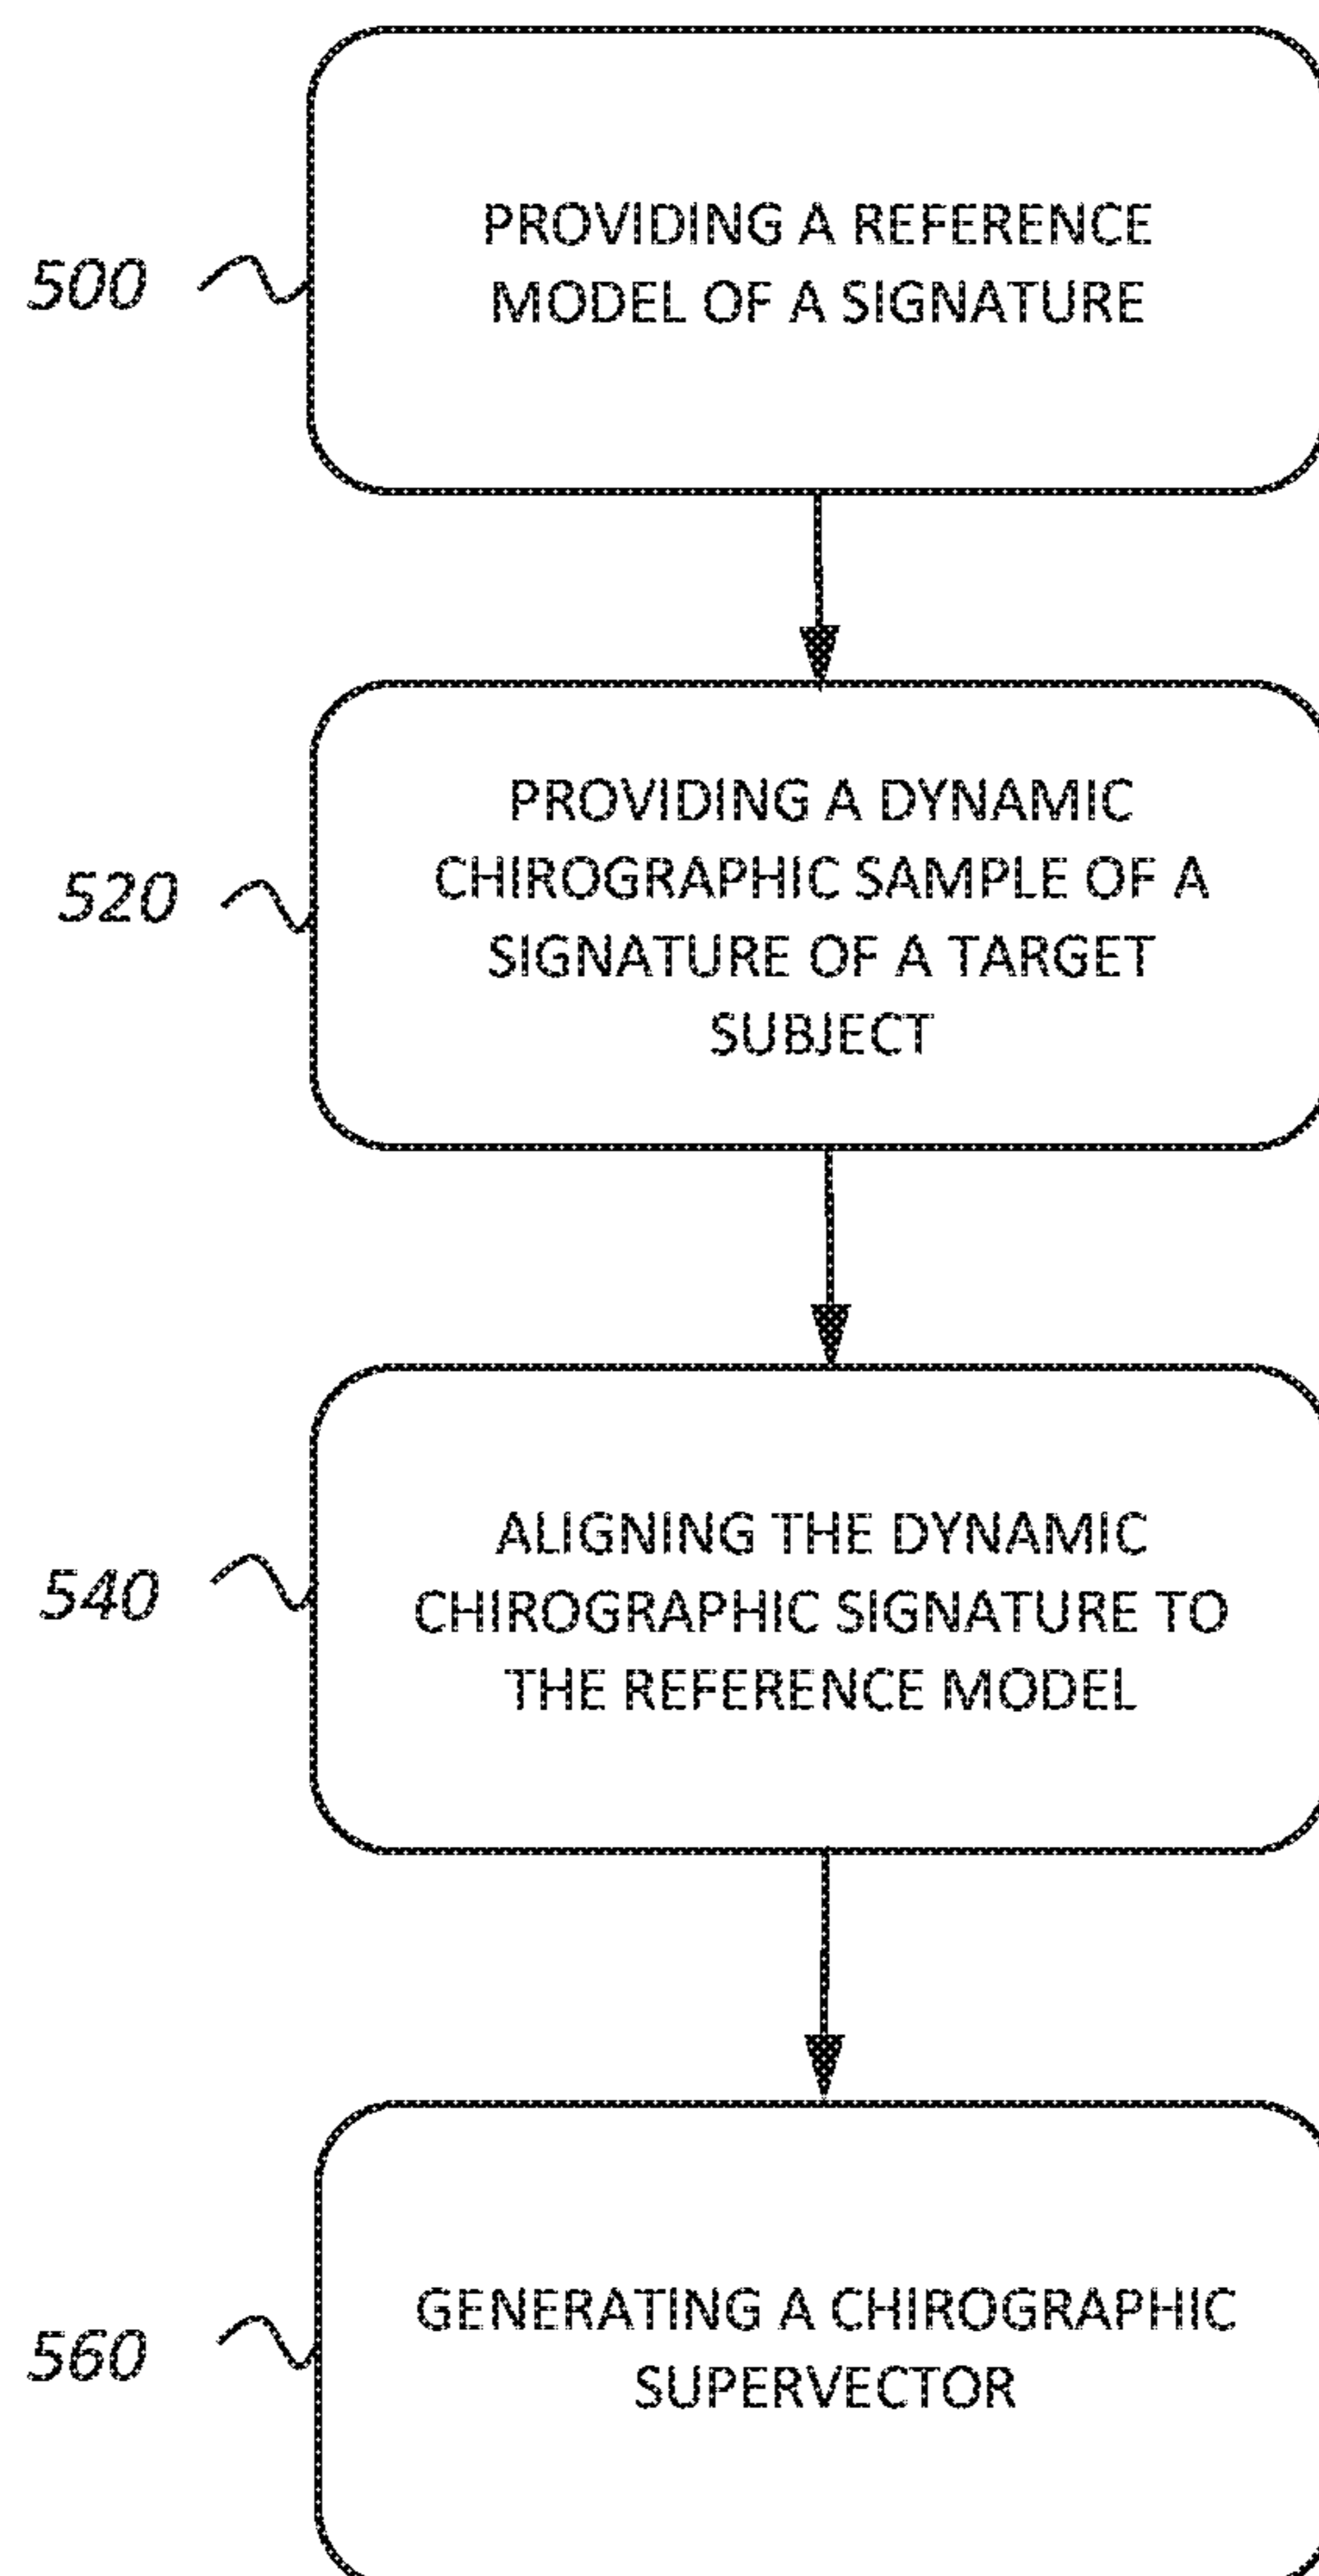 500
PROVIDING A REFERENCE
MODEL OF A SIGNATURE
520
PROVIDING A DYNAMIC
CHIROGRAPHIC SAMPLE OF A
SIGNATURE OF A TARGET
SUBJECT
540
ALIGNING THE DYNAMIC
CHIROGRAPHIC SIGNATURE TO
THE REFERENCE MODEL
560
GENERATING A CHIROGRAPHIC
SUPERVECTOR